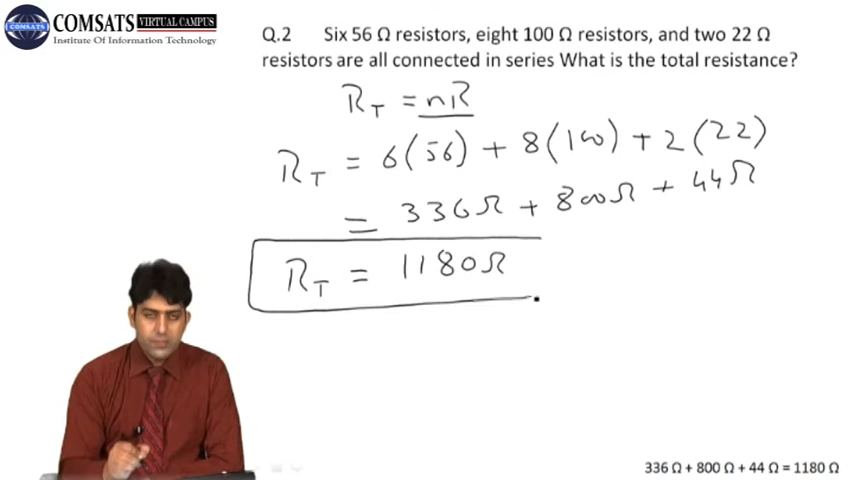 COMSATS VIRTUAL CAMPUS
Institute Of Information Technology
Q.2 Six 56 Ω resistors, eight 100 Ω resistors, and two 22 Ω
resistors are all connected in series What is the total resistance?
R_T = nR
R_T = 6(56) + 8(100) + 2(22)
= 336Ω + 800Ω + 44Ω
R_T = 1180Ω
336 Ω + 800 Ω + 44 Ω = 1180 Ω